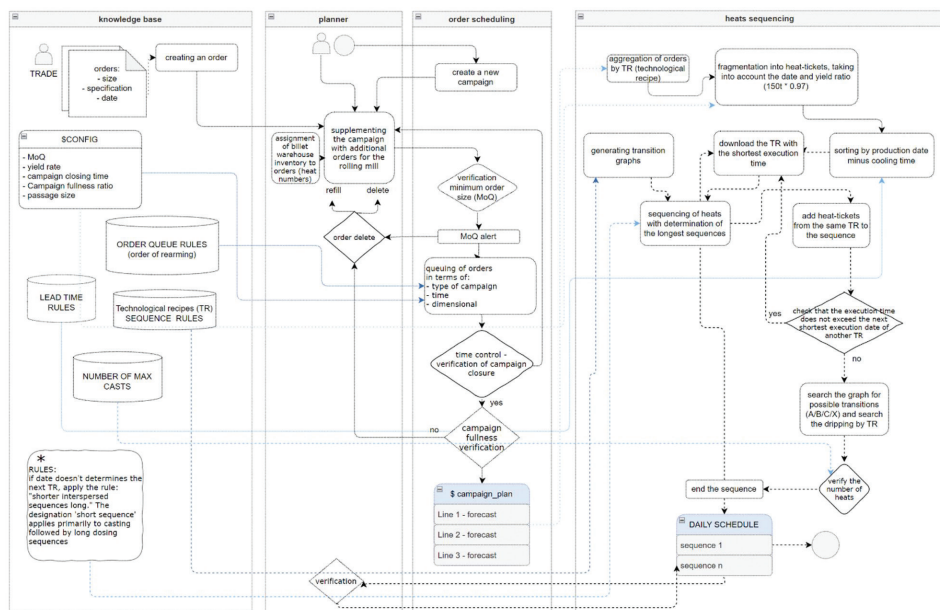 knowledge base
TRADE
orders:
- size
- specification
- date
creating an order
$CONFIG
- MoQ
- yield rate
- campaign closing time
- Campaign fullness ratio
- passage size
ORDER QUEUE RULES
(order of rearming)
LEAD TIME
RULES
Technological recipes (TR)
SEQUENCE RULES
NUMBER OF MAX
CASTS
*
RULES:
if date doesn't determines the
next TR, apply the rule:
"shorter interspersed
sequences long." The
designation 'short sequence'
applies primarily to casting
followed by long dosing
sequences
planner
assignment
of billet
warehouse
inventory to
orders (heat
numbers)
supplementing
the campaign
with additional
orders for the
rolling mill
refill
delete
order delete
no
verification
order scheduling
create a new
campaign
verification
minimum order
size (MoQ)
MoQ alert
queuing of orders
in terms of:
- type of campaign
- time
- dimensional
time control -
verification of campaign
closure
yes
campaign
fullness
verification
$ campaign_plan
Line 1 - forecast
Line 2 - forecast
Line 3 - forecast
heats sequencing
aggregation of orders
by TR (technological
recipe)
fragmentation into heat-tickets, taking
into account the date and yield ratio
(150t * 0.97)
generating transition
graphs
download the TR with
the shortest execution
time
sorting by production date
minus cooling time
sequencing of heats
with determination of
the longest sequences
add heat-tickets
from the same TR to
the sequence
yes
check that the execution time
does not exceed the next
shortest execution date of
another TR
no
search the graph for
possible transitions
(A/B/C/X) and search
the dripping by TR
end the sequence
verify the
number of
heats
DAILY SCHEDULE
sequence 1
sequence n